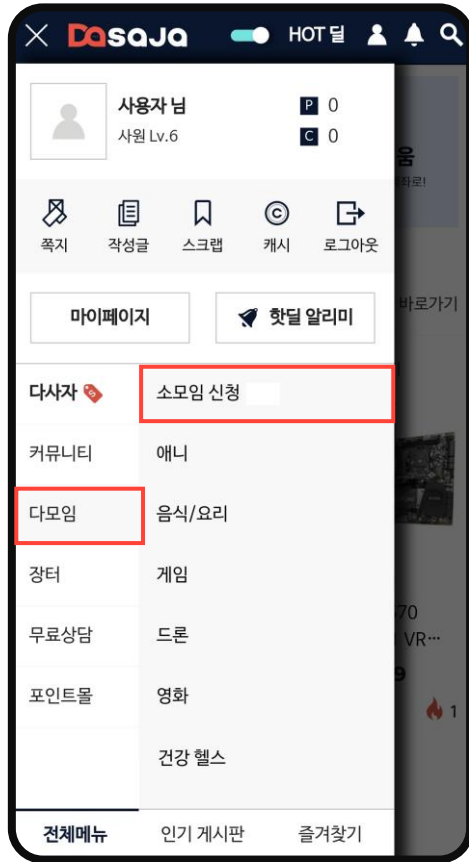 DasaJa HOT딜
사용자 님 P 0
사원 Lv.6 C 0
움
좌로!
쪽지 작성글 스크랩 캐시 로그아웃
마이페이지 핫딜 알리미
바로가기
다사자 소모임 신청
커뮤니티 애니
다모임 음식/요리
장터 게임
70
무료상담 드론
VR···
9
포인트몰 영화
1
건강 헬스
전체메뉴 인기 게시판 즐겨찾기